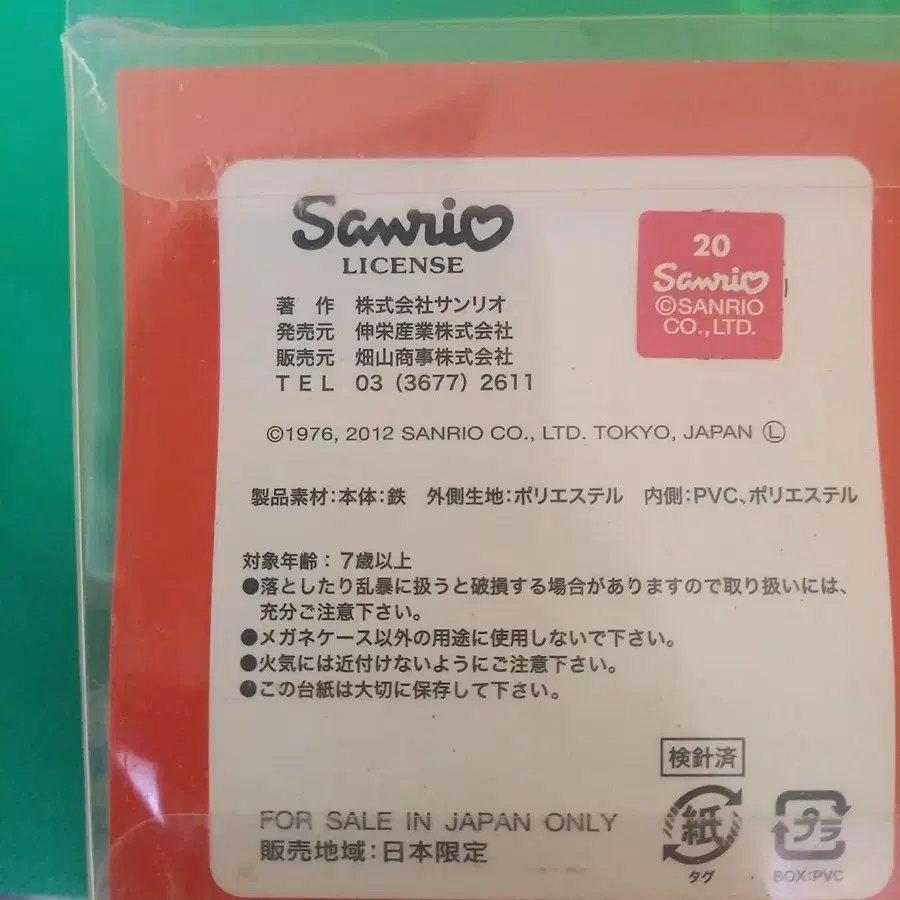 Sanrio
LICENSE
20
Sanrio
©SANRIO
CO.,LTD.
著作 株式会社サンリオ
発売元 伸栄産業株式会社
販売元 畑山商事株式会社
TEL 03 (3677) 2611
©1976, 2012 SANRIO CO., LTD. TOKYO, JAPAN Ⓛ
製品素材:本体:鉄 外側生地:ポリエステル 内側:PVC、ポリエステル
対象年齢:7歳以上
●落としたり乱暴に扱うと破損する場合がありますので取り扱いには、
充分ご注意下さい。
●メガネケース以外の用途に使用しないで下さい。
●火気には近付けないようにご注意下さい。
●この台紙は大切に保存して下さい。
検針済
FOR SALE IN JAPAN ONLY
販売地域:日本限定
紙
タグ
プラ
BOX:PVC